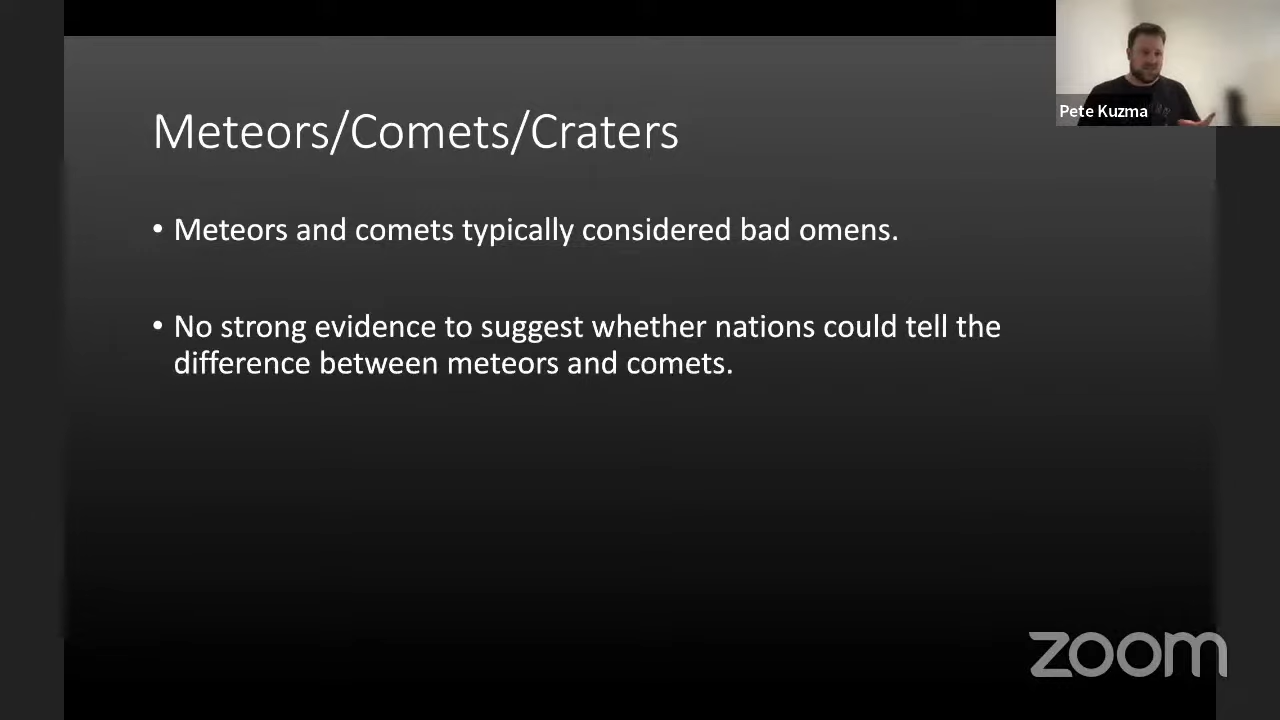 Pete Kuzma
Meteors/Comets/Craters
• Meteors and comets typically considered bad omens.
• No strong evidence to suggest whether nations could tell the
difference between meteors and comets.
zoom